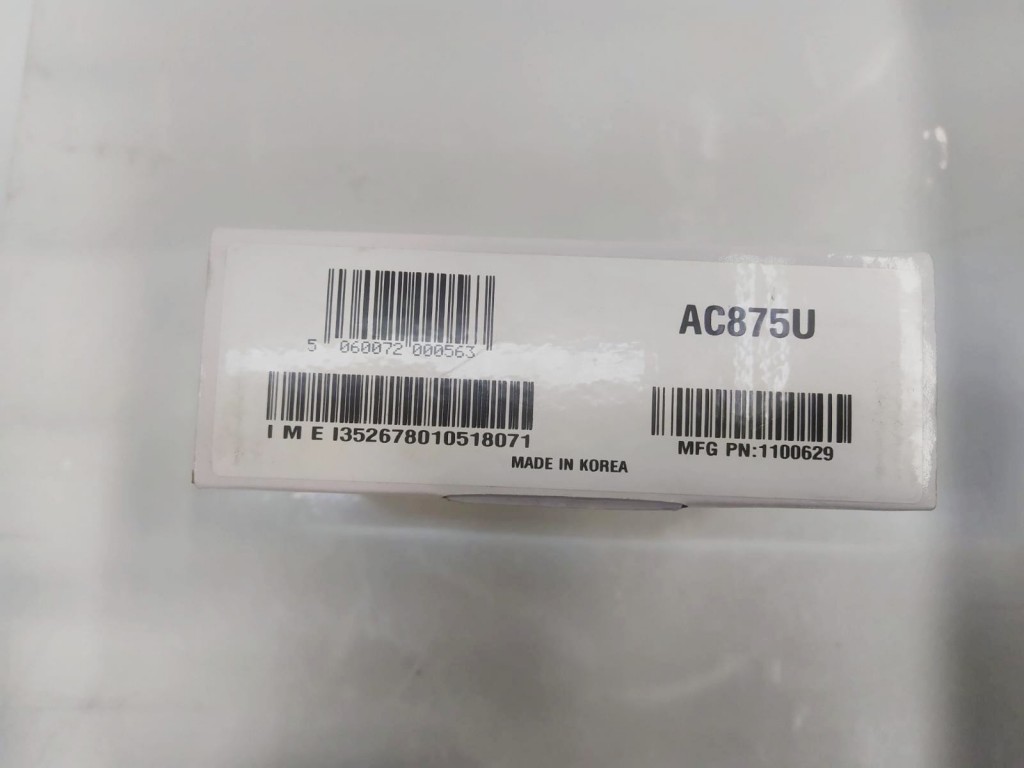 5 060072 000563
AC875U
I M E I352678010518071
MFG PN:1100629
MADE IN KOREA